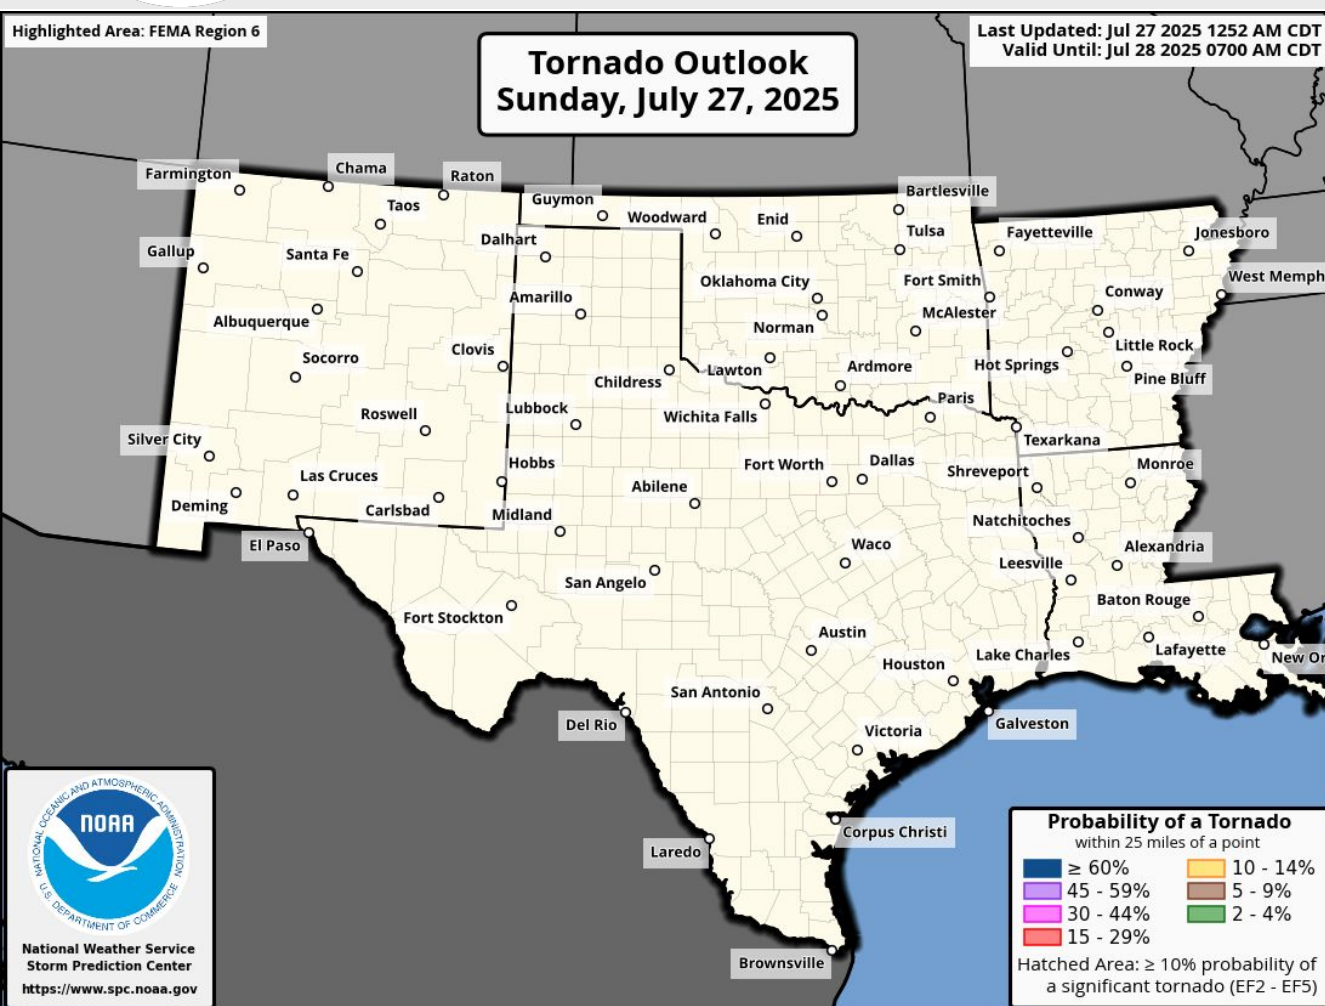 Highlighted Area: FEMA Region 6
Last Updated: Jul 27 2025 1252 AM CDT
Valid Until: Jul 28 2025 0700 AM CDT
Tornado Outlook
Sunday, July 27, 2025
Farmington
Chama
Raton
Taos
Guymon
Woodward
Enid
Bartlesville
Tulsa
Fayetteville
Jonesboro
Gallup
Santa Fe
Dalhart
Oklahoma City
Fort Smith
West Memph
Amarillo
Conway
Albuquerque
Norman
McAlester
Little Rock
Socorro
Clovis
Childress
Lawton
Ardmore
Hot Springs
Pine Bluff
Roswell
Lubbock
Wichita Falls
Paris
Silver City
Texarkana
Las Cruces
Hobbs
Fort Worth
Dallas
Shreveport
Monroe
Deming
Carlsbad
Midland
Abilene
Natchitoches
El Paso
Waco
Alexandria
San Angelo
Leesville
Fort Stockton
Baton Rouge
Austin
Lake Charles
Lafayette
New Or
Houston
San Antonio
Del Rio
Galveston
Victoria
Corpus Christi
Laredo
Brownsville
NATIONAL OCEANIC AND ATMOSPHERIC ADMINISTRATION
NOAA
U.S. DEPARTMENT OF COMMERCE
National Weather Service
Storm Prediction Center
https://www.spc.noaa.gov
Probability of a Tornado
within 25 miles of a point
≥ 60%
10 - 14%
45 - 59%
5 - 9%
30 - 44%
2 - 4%
15 - 29%
Hatched Area: ≥ 10% probability of
a significant tornado (EF2 - EF5)